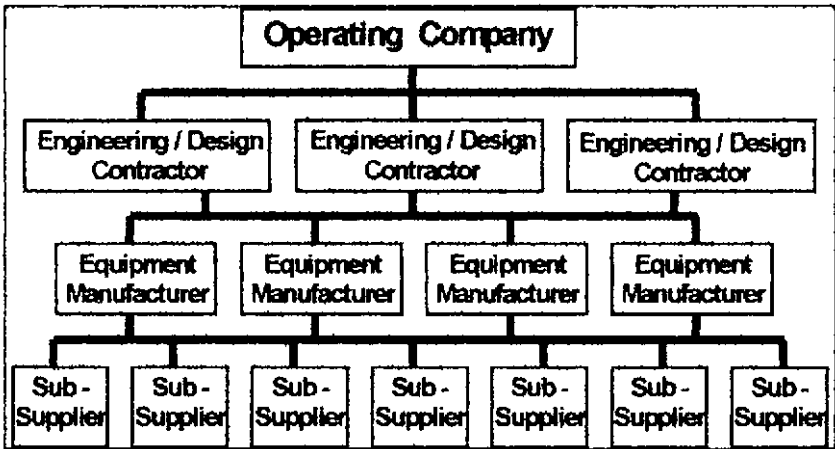 Operating Company
Engineering / Design
Contractor
Engineering / Design
Contractor
Engineering / Design
Contractor
Equipment
Manufacturer
Equipment
Manufacturer
Equipment
Manufacturer
Equipment
Manufacturer
Sub -
Supplier
Sub -
Supplier
Sub -
Supplier
Sub -
Supplier
Sub -
Supplier
Sub -
Supplier
Sub -
Supplier